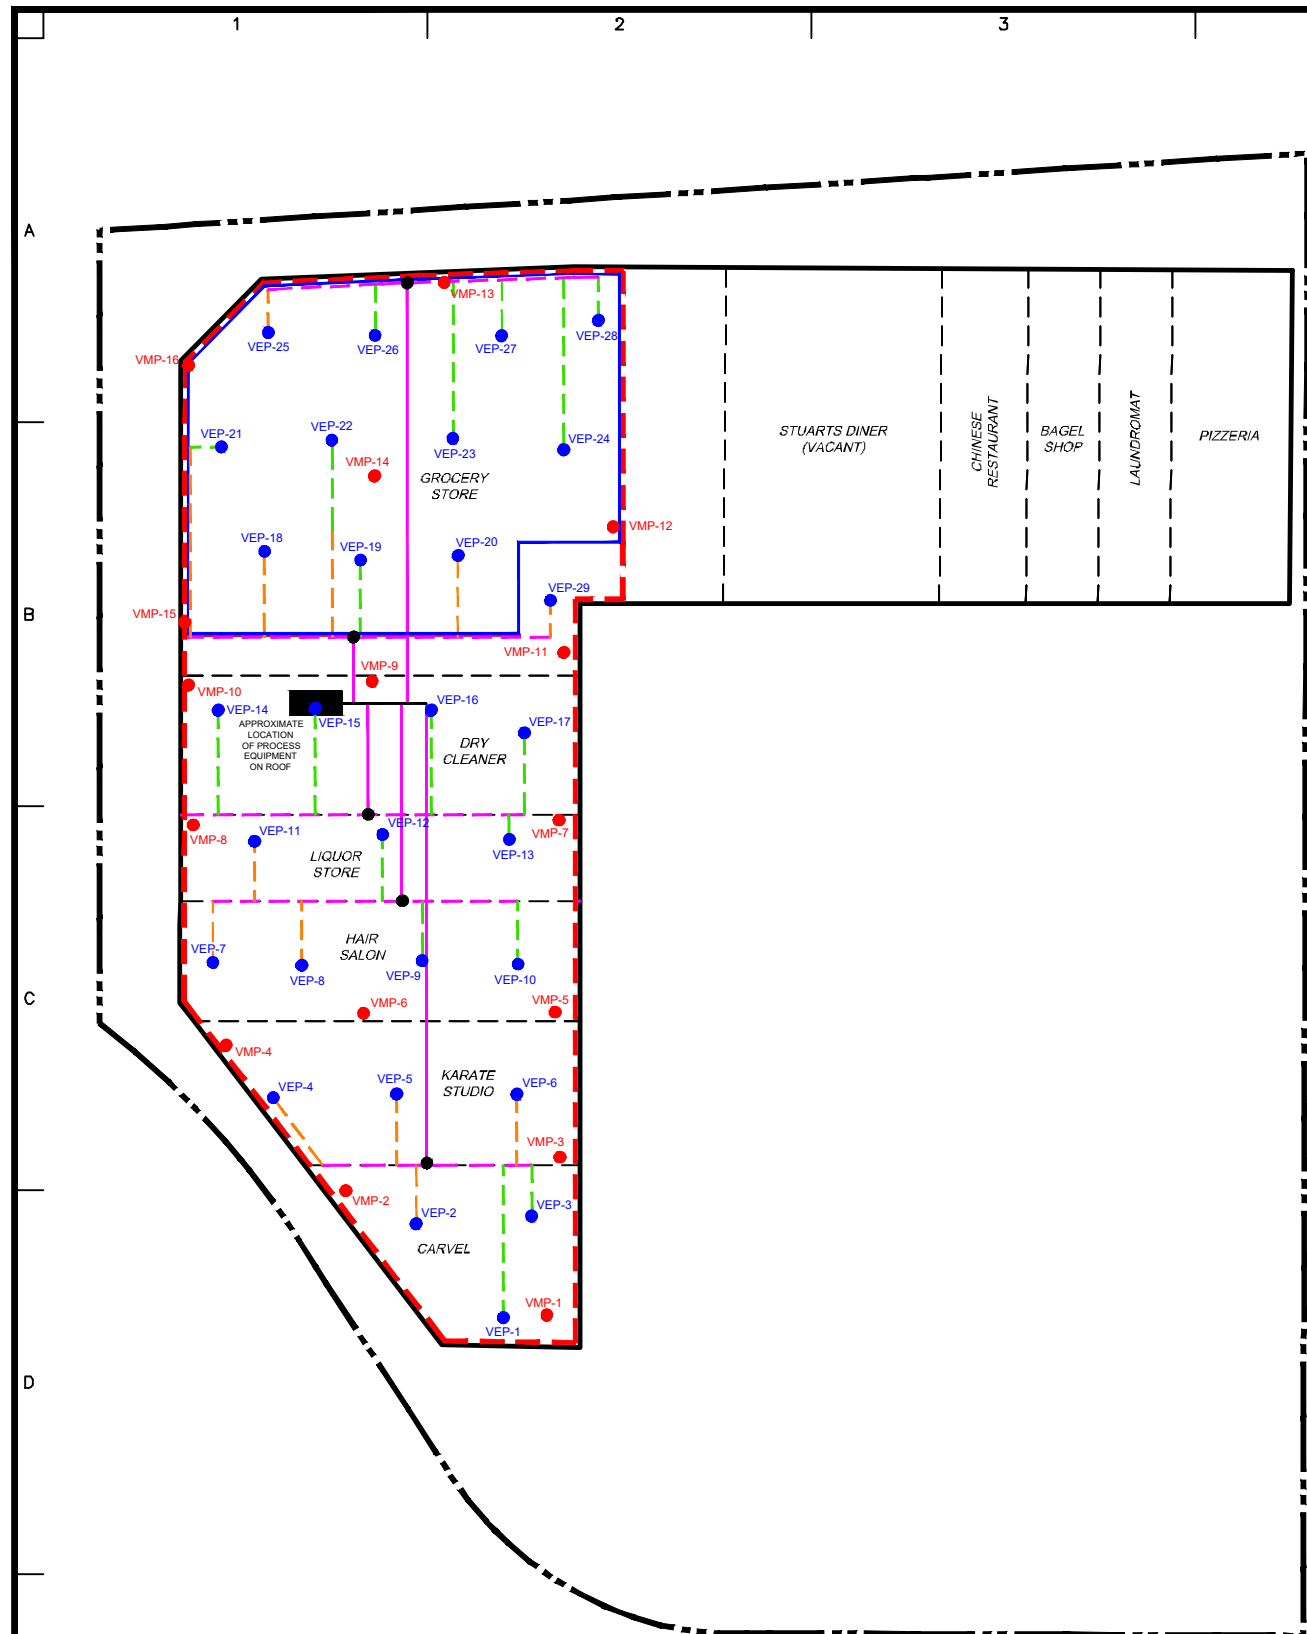 1
2
3
A
VMP-13
VEP-25
VEP-26
VEP-27
VEP-28
VMP-16
VEP-21
VEP-22
VEP-23
VEP-24
VMP-14
GROCERY
STORE
STUARTS DINER
(VACANT)
CHINESE
RESTAURANT
BAGEL
SHOP
LAUNDROMAT
PIZZERIA
VMP-12
VEP-18
VEP-19
VEP-20
VEP-29
VMP-15
B
VMP-11
VMP-9
VMP-10
VEP-14
VEP-15
VEP-16
VEP-17
APPROXIMATE
LOCATION
OF PROCESS
EQUIPMENT
ON ROOF
DRY
CLEANER
VMP-8
VEP-11
VEP-12
VMP-7
VEP-13
LIQUOR
STORE
HAIR
SALON
VEP-7
VEP-8
VEP-9
VEP-10
C
VMP-6
VMP-5
VMP-4
VEP-4
VEP-5
VEP-6
KARATE
STUDIO
VMP-3
VMP-2
VEP-2
VEP-3
CARVEL
VMP-1
VEP-1
D